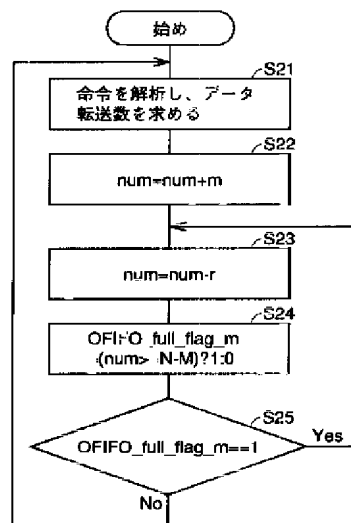 始め
S21
命令を解析し、データ
転送数を求める
S22
num=num+m
S23
num=num-r
S24
OFIFO_full_flag_m
(num> N-M)?1:0
S25
OFIFO_full_flag_m==1
Yes
No